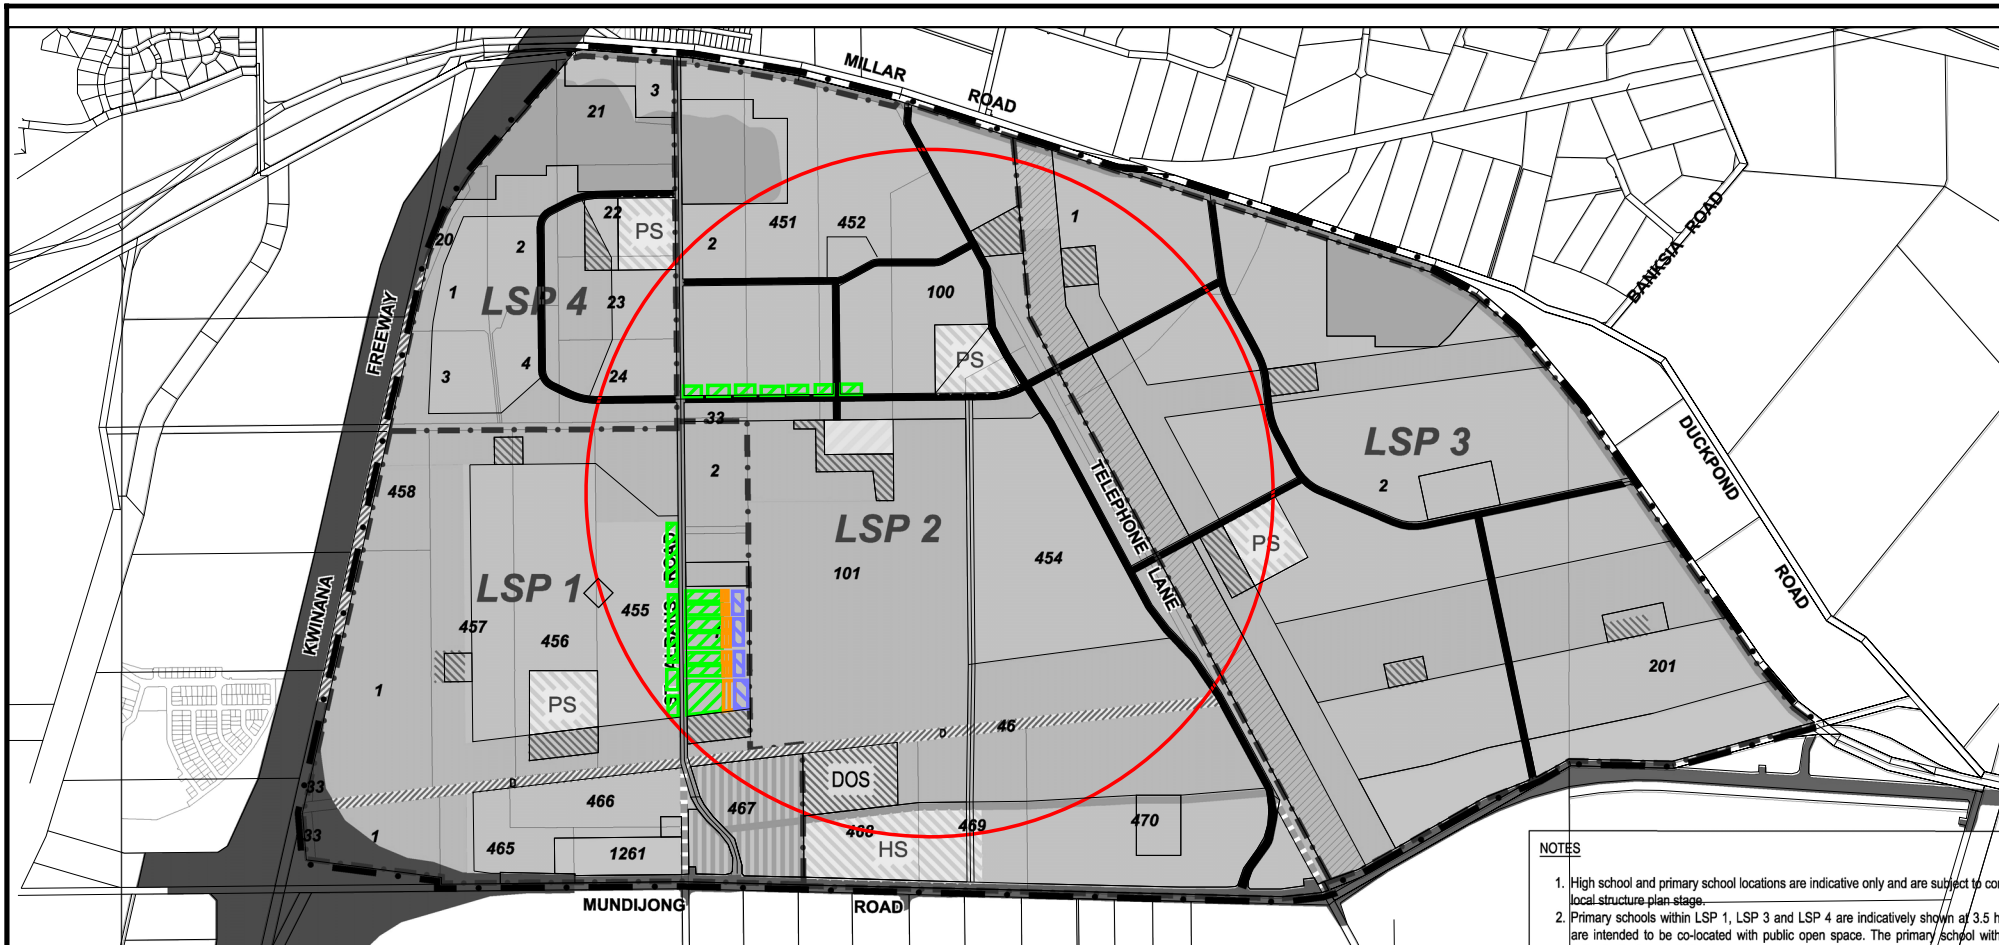 MILLAR
ROAD
3
21
BANKSIA ROAD
22
PS
20
2
2
451
452
1
1
LSP 4
23
100
FREEWAY
PS
3
4
24
33
DUCKPOND
ROAD
LSP 3
2
2
458
LSP 2
TELEPHONE
LANE
454
PS
101
ROAD
LSP 1
455
KWINANA
457
456
201
1
PS
46
D
D
DOS
33
466
467
470
33
1
468
469
465
1261
HS
MUNDIJONG
ROAD
NOTES
1. High school and primary school locations are indicative only and are subject to con
local structure plan stage.
2. Primary schools within LSP 1, LSP 3 and LSP 4 are indicatively shown at 3.5 h
are intended to be co-located with public open space. The primary school with